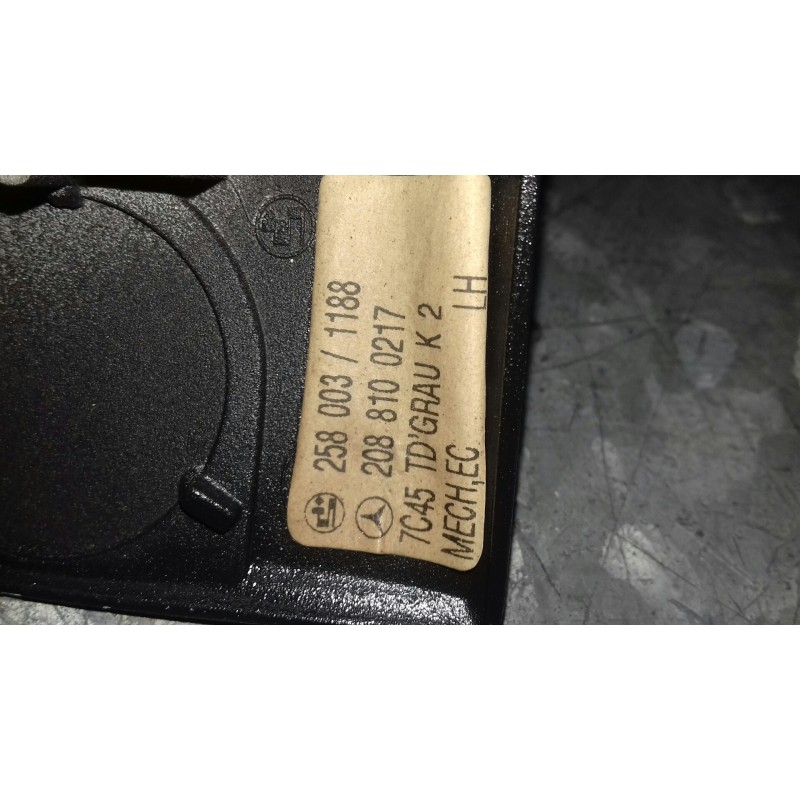 258 003 / 1188
208 810 0217
7C45 TD'GRAU K 2
MECH,EC LH